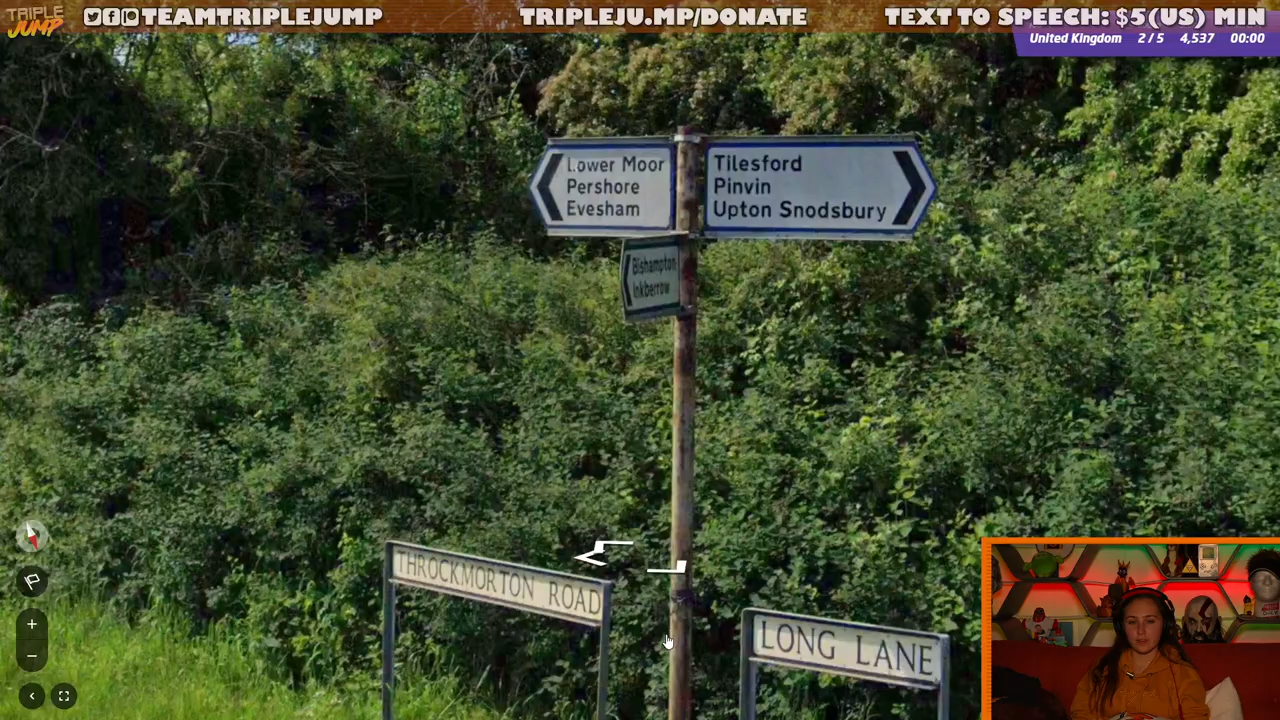 TRIPLE
JUMP
TEAMTRIPLEJUMP
TRIPLEJU.MP/DONATE
TEXT TO SPEECH: $5(US) MIN
United Kingdom 2 / 5 4,537 00:00
Lower Moor
Pershore
Evesham
Tilesford
Pinvin
Upton Snodsbury
Bishampton
Inkberrow
THROCKMORTON ROAD
LONG LANE